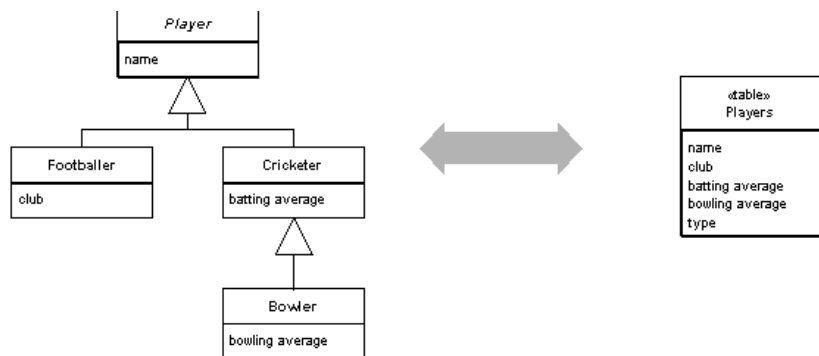 Player
name
Footballer
club
Cricketer
batting average
Bowler
bowling average
«table»
Players
name
club
batting average
bowling average
type